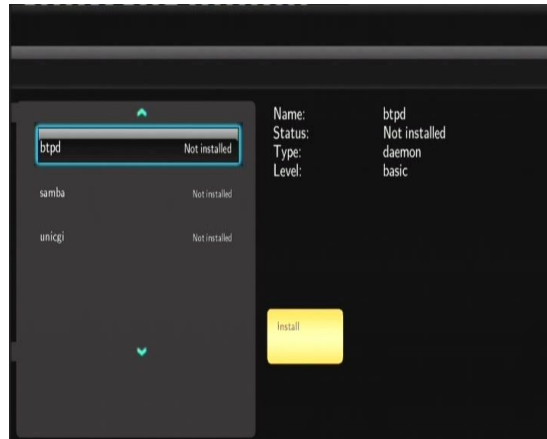 btpd Not installed
samba Not installed
unicgi Not installed
Name: btpd
Status: Not installed
Type: daemon
Level: basic
Install